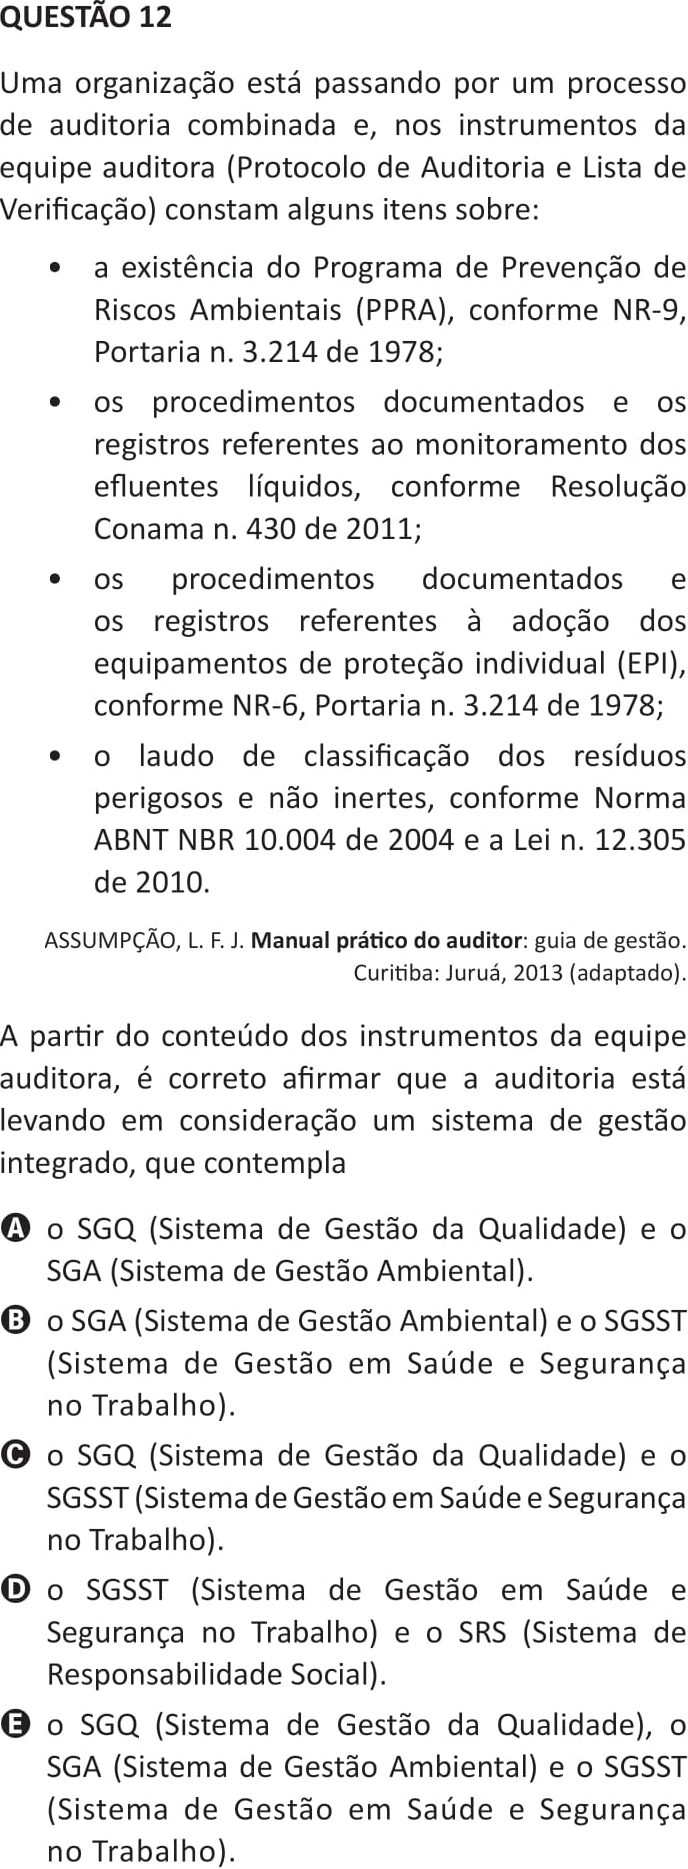 QUESTÃO 12
Uma organização está passando por um processo
de auditoria combinada e, nos instrumentos da
equipe auditora (Protocolo de Auditoria e Lista de
Verificação) constam alguns itens sobre:
• a existência do Programa de Prevenção de
Riscos Ambientais (PPRA), conforme NR-9,
Portaria n. 3.214 de 1978;
• os procedimentos documentados e os
registros referentes ao monitoramento dos
efluentes líquidos, conforme Resolução
Conama n. 430 de 2011;
• os procedimentos documentados e
os registros referentes à adoção dos
equipamentos de proteção individual (EPI),
conforme NR-6, Portaria n. 3.214 de 1978;
• o laudo de classificação dos resíduos
perigosos e não inertes, conforme Norma
ABNT NBR 10.004 de 2004 e a Lei n. 12.305
de 2010.
ASSUMPÇÃO, L. F. J. Manual prático do auditor: guia de gestão.
Curitiba: Juruá, 2013 (adaptado).
A partir do conteúdo dos instrumentos da equipe
auditora, é correto afirmar que a auditoria está
levando em consideração um sistema de gestão
integrado, que contempla
A o SGQ (Sistema de Gestão da Qualidade) e o
SGA (Sistema de Gestão Ambiental).
B o SGA (Sistema de Gestão Ambiental) e o SGSST
(Sistema de Gestão em Saúde e Segurança
no Trabalho).
C o SGQ (Sistema de Gestão da Qualidade) e o
SGSST (Sistema de Gestão em Saúde e Segurança
no Trabalho).
D o SGSST (Sistema de Gestão em Saúde e
Segurança no Trabalho) e o SRS (Sistema de
Responsabilidade Social).
E o SGQ (Sistema de Gestão da Qualidade), o
SGA (Sistema de Gestão Ambiental) e o SGSST
(Sistema de Gestão em Saúde e Segurança
no Trabalho).